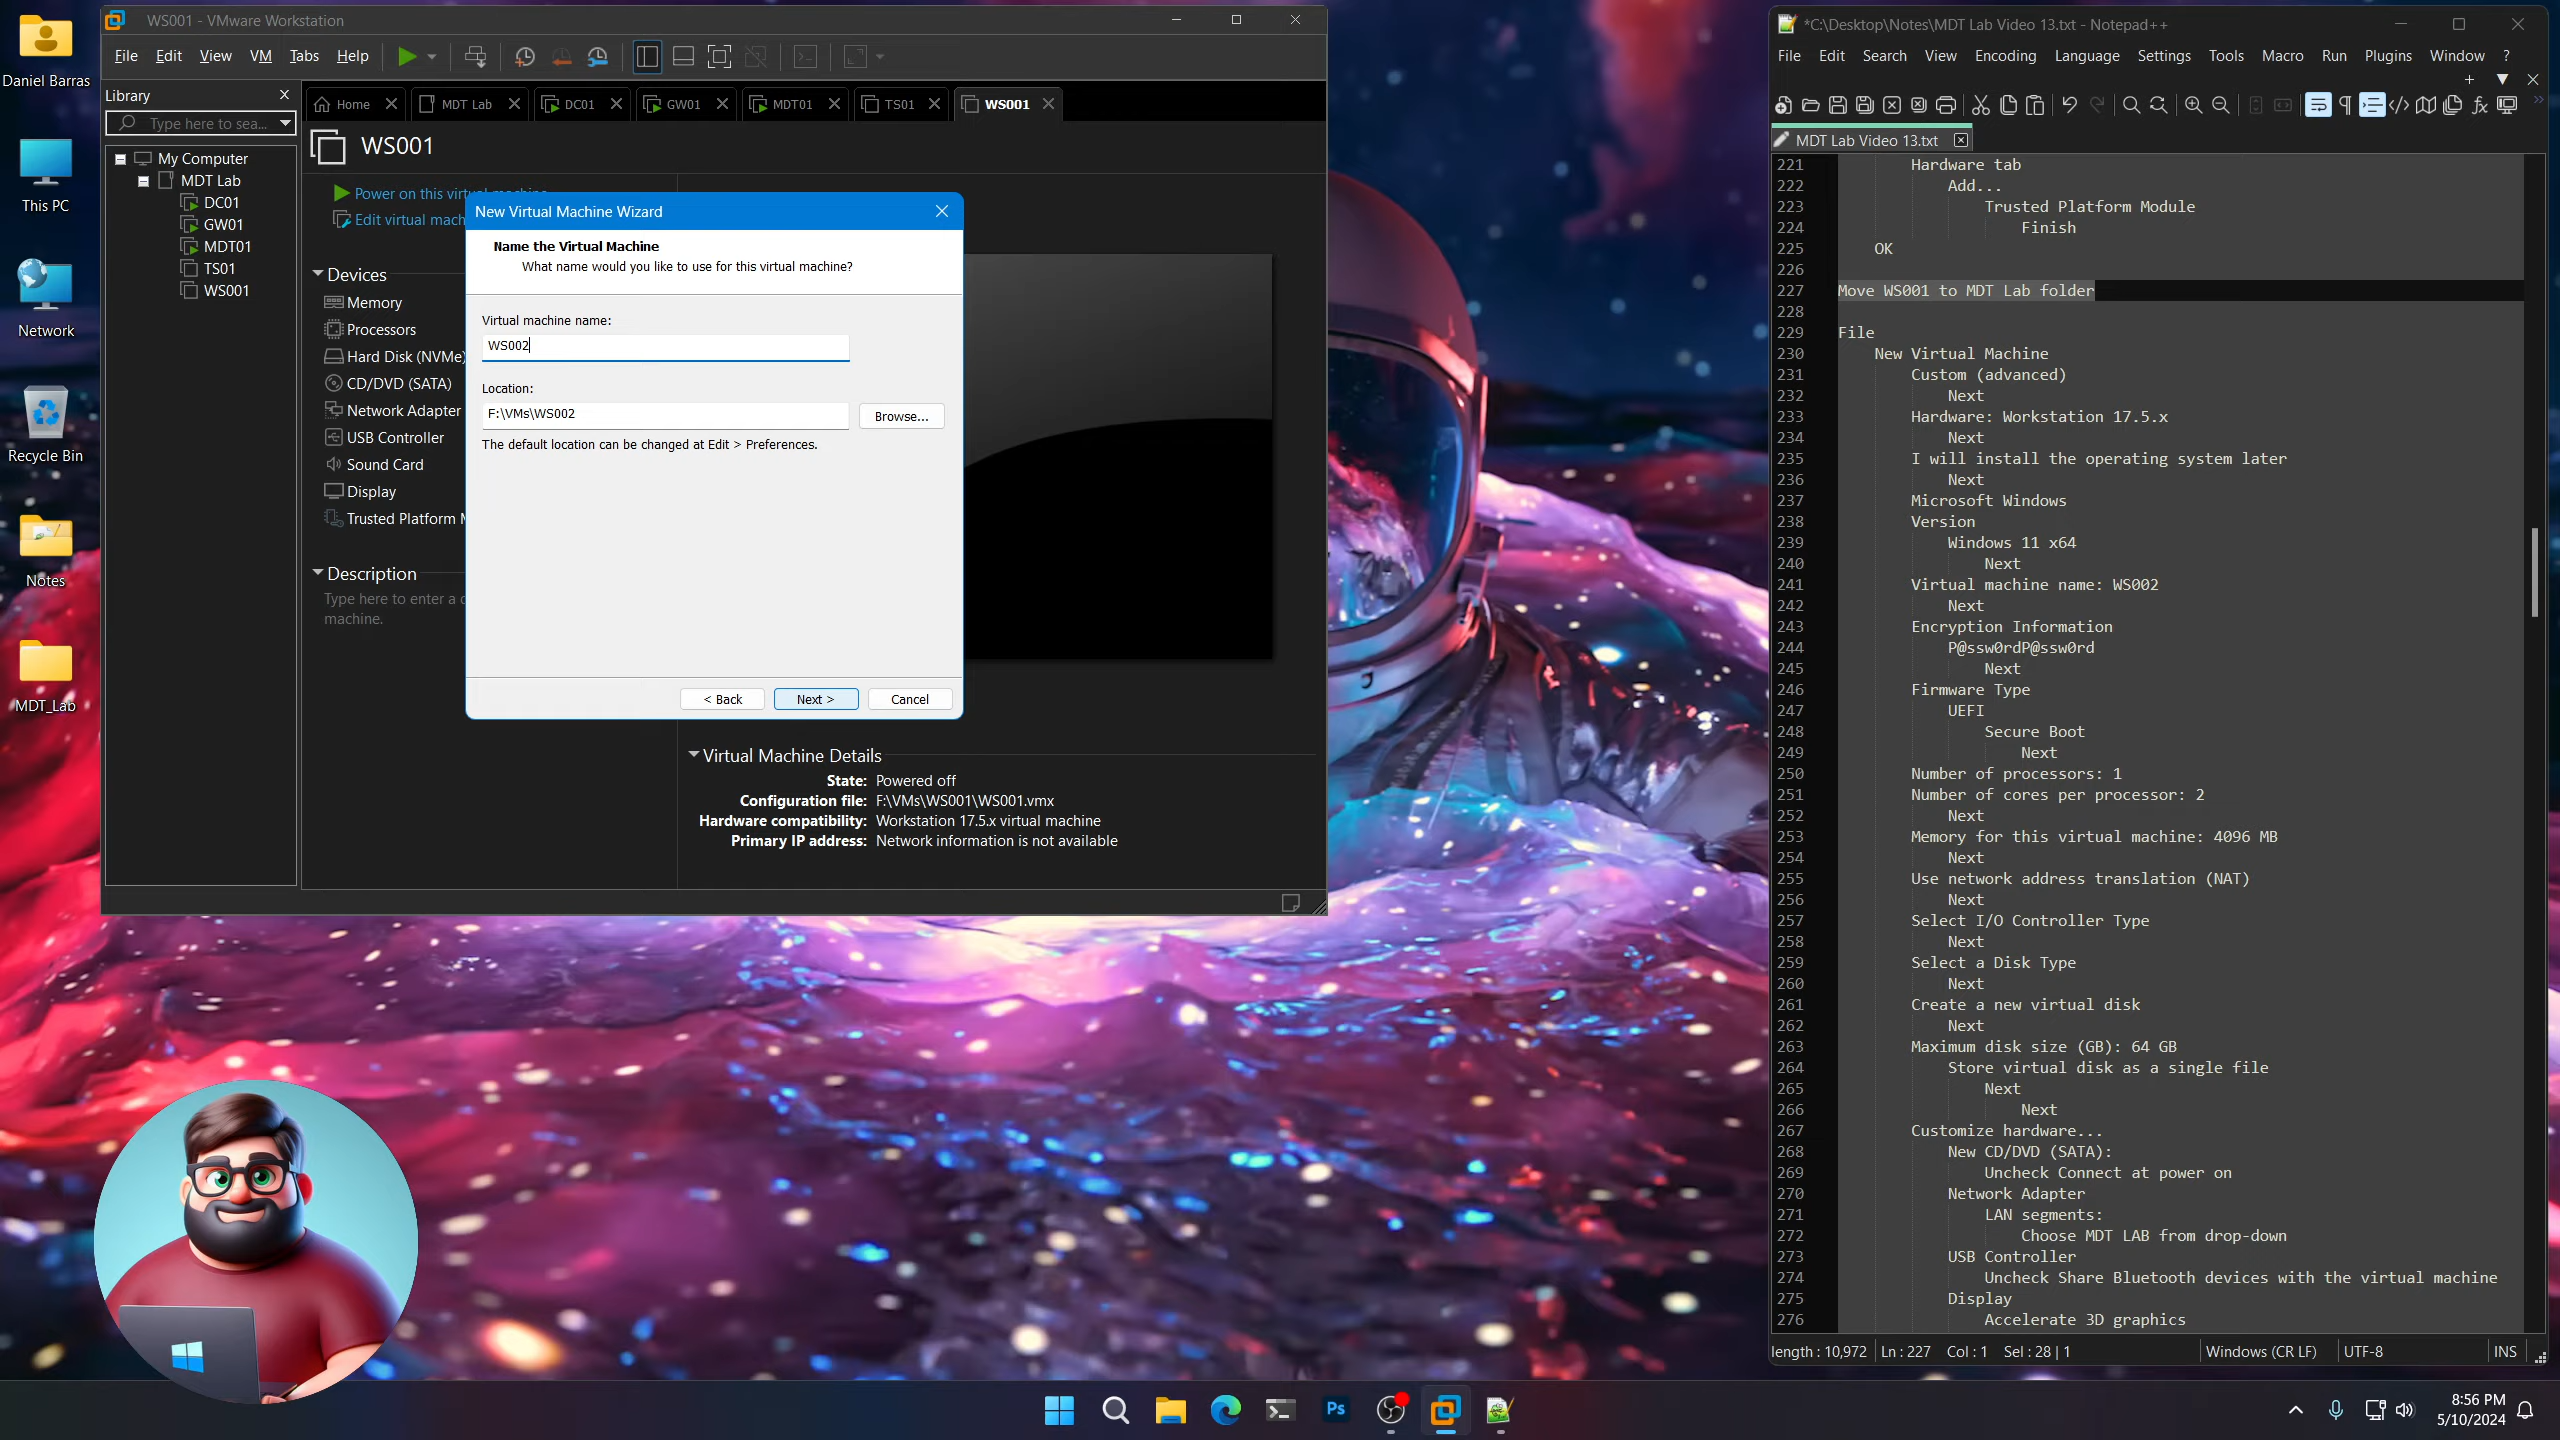 Daniel Barras
This PC
Network
Recycle Bin
Notes
MDT_Lab
WS001 - VMware Workstation
File Edit View VM Tabs Help
Library
Type here to sea...
My Computer
MDT Lab
DC01
GW01
MDT01
TS01
WS001
Home MDT Lab DC01 GW01 MDT01 TS01 WS001
WS001
Power on this virtual machine
Edit virtual mach
Devices
Memory
Processors
Hard Disk (NVMe)
CD/DVD (SATA)
Network Adapter
USB Controller
Sound Card
Display
Trusted Platform M
Description
Type here to enter a d
machine.
New Virtual Machine Wizard
Name the Virtual Machine
What name would you like to use for this virtual machine?
Virtual machine name:
WS002
Location:
F:\VMs\WS002
Browse...
The default location can be changed at Edit > Preferences.
< Back Next > Cancel
Virtual Machine Details
State: Powered off
Configuration file: F:\VMs\WS001\WS001.vmx
Hardware compatibility: Workstation 17.5.x virtual machine
Primary IP address: Network information is not available
*C:\Desktop\Notes\MDT Lab Video 13.txt - Notepad++
File Edit Search View Encoding Language Settings Tools Macro Run Plugins Window ?
MDT Lab Video 13.txt
221 Hardware tab
222 Add...
223 Trusted Platform Module
224 Finish
225 OK
226
227 Move WS001 to MDT Lab folder
228
229 File
230 New Virtual Machine
231 Custom (advanced)
232 Next
233 Hardware: Workstation 17.5.x
234 Next
235 I will install the operating system later
236 Next
237 Microsoft Windows
238 Version
239 Windows 11 x64
240 Next
241 Virtual machine name: WS002
242 Next
243 Encryption Information
244 P@ssw0rdP@ssw0rd
245 Next
246 Firmware Type
247 UEFI
248 Secure Boot
249 Next
250 Number of processors: 1
251 Number of cores per processor: 2
252 Next
253 Memory for this virtual machine: 4096 MB
254 Next
255 Use network address translation (NAT)
256 Next
257 Select I/O Controller Type
258 Next
259 Select a Disk Type
260 Next
261 Create a new virtual disk
262 Next
263 Maximum disk size (GB): 64 GB
264 Store virtual disk as a single file
265 Next
266 Next
267 Customize hardware...
268 New CD/DVD (SATA):
269 Uncheck Connect at power on
270 Network Adapter
271 LAN segments:
272 Choose MDT LAB from drop-down
273 USB Controller
274 Uncheck Share Bluetooth devices with the virtual machine
275 Display
276 Accelerate 3D graphics
length : 10,972 Ln : 227 Col : 1 Sel : 28 | 1 Windows (CR LF) UTF-8 INS
Ps
8:56 PM
5/10/2024